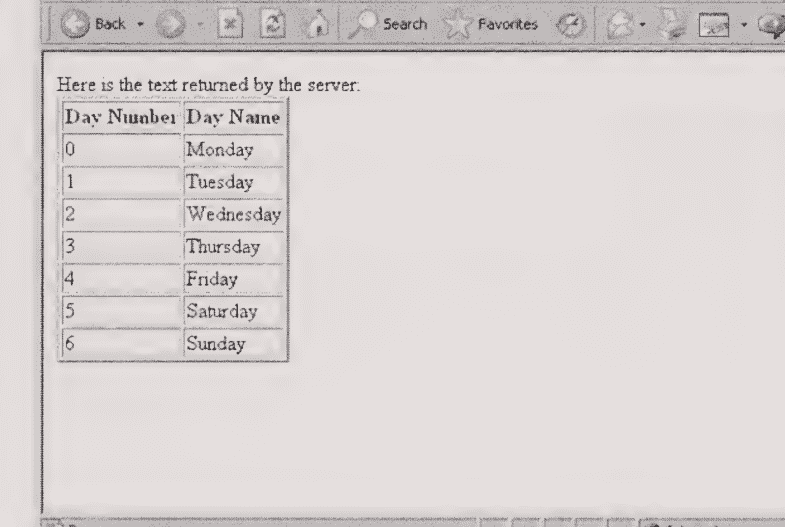 Back Search Favorites
Here is the text returned by the server:
Day Number Day Name
0 Monday
1 Tuesday
2 Wednesday
3 Thursday
4 Friday
5 Saturday
6 Sunday